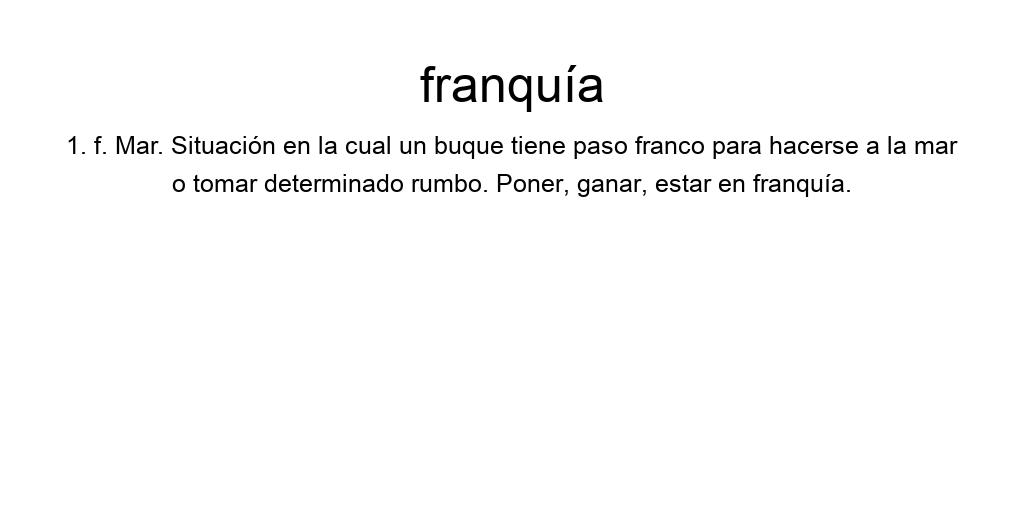 franquía
1. f. Mar. Situación en la cual un buque tiene paso franco para hacerse a la mar
o tomar determinado rumbo. Poner, ganar, estar en franquía.